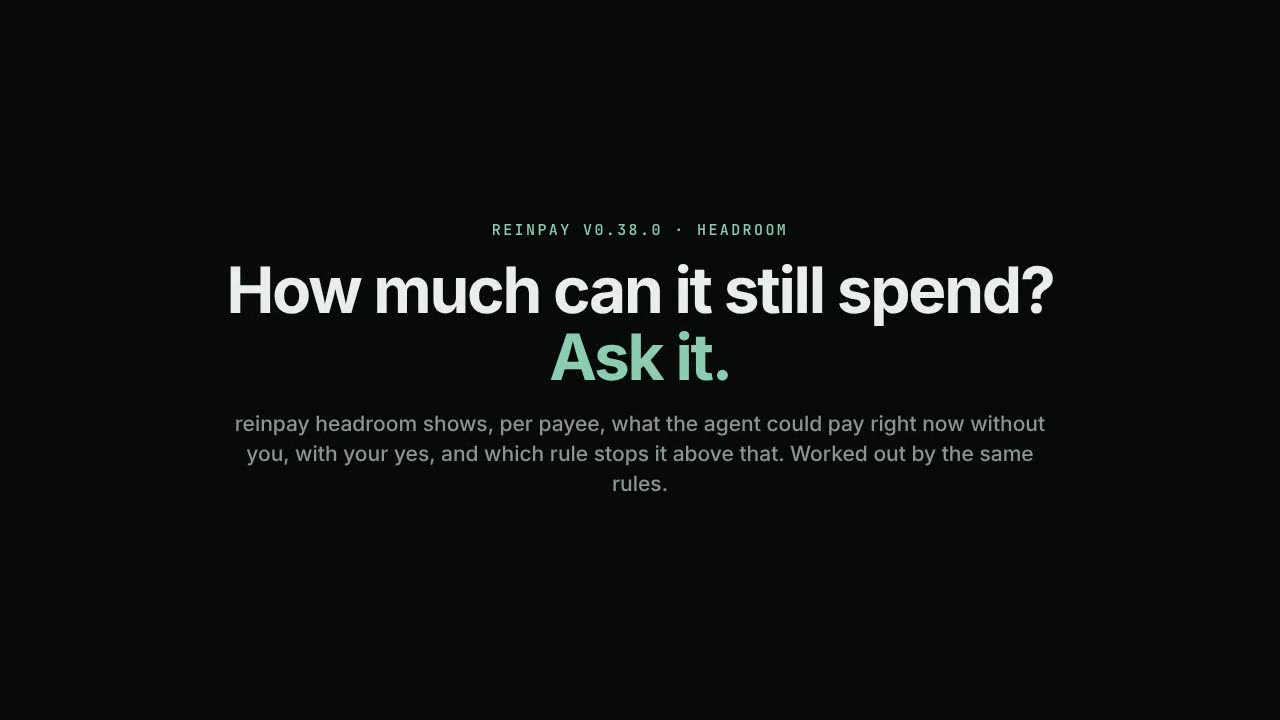 REINPAY V0.38.0 · HEADROOM
How much can it still spend?
Ask it.
reinpay headroom shows, per payee, what the agent could pay right now without
you, with your yes, and which rule stops it above that. Worked out by the same
rules.